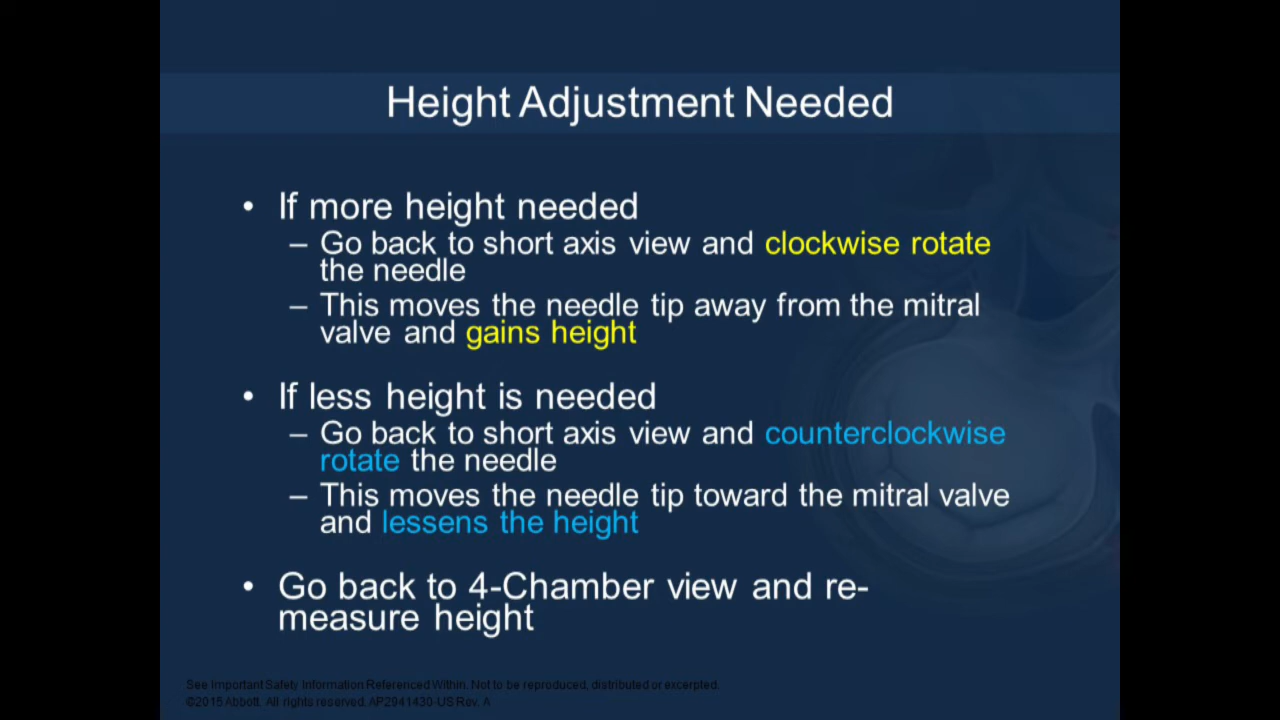 Height Adjustment Needed
• If more height needed
– Go back to short axis view and clockwise rotate
the needle
– This moves the needle tip away from the mitral
valve and gains height
• If less height is needed
– Go back to short axis view and counterclockwise
rotate the needle
– This moves the needle tip toward the mitral valve
and lessens the height
• Go back to 4-Chamber view and re-
measure height
See Important Safety Information Referenced Within. Not to be reproduced, distributed or excerpted.
©2015 Abbott. All rights reserved. AP2941430-US Rev. A